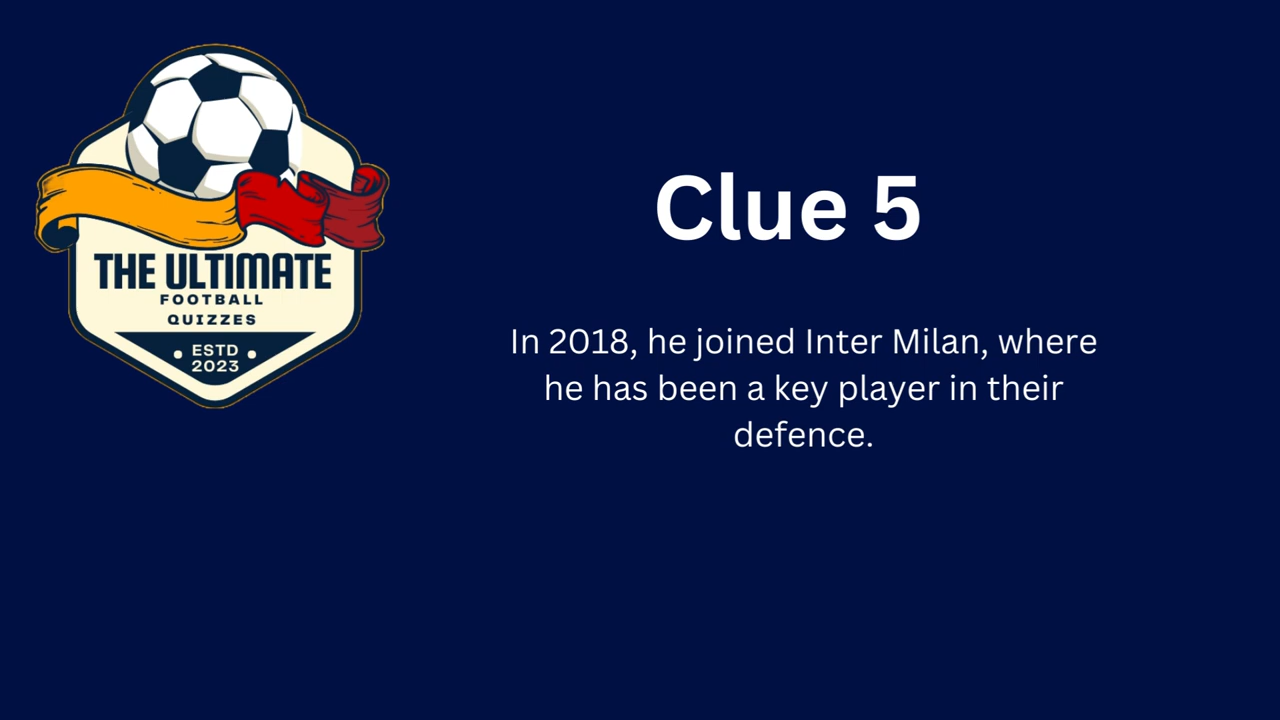 THE ULTIMATE
FOOTBALL
QUIZZES
ESTD
2023
Clue 5
In 2018, he joined Inter Milan, where
he has been a key player in their
defence.